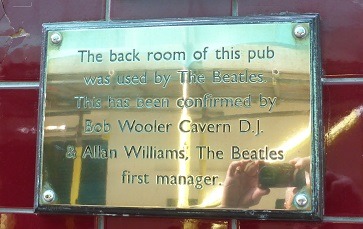 The back room of this pub
was used by The Beatles.
This has been confirmed by
Bob Wooler Cavern D.J.
& Allan Williams, The Beatles
first manager.